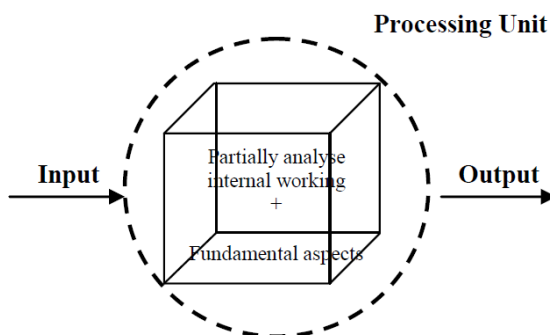 Processing Unit
Input
Partially analyse
internal working
+
Fundamental aspects
Output